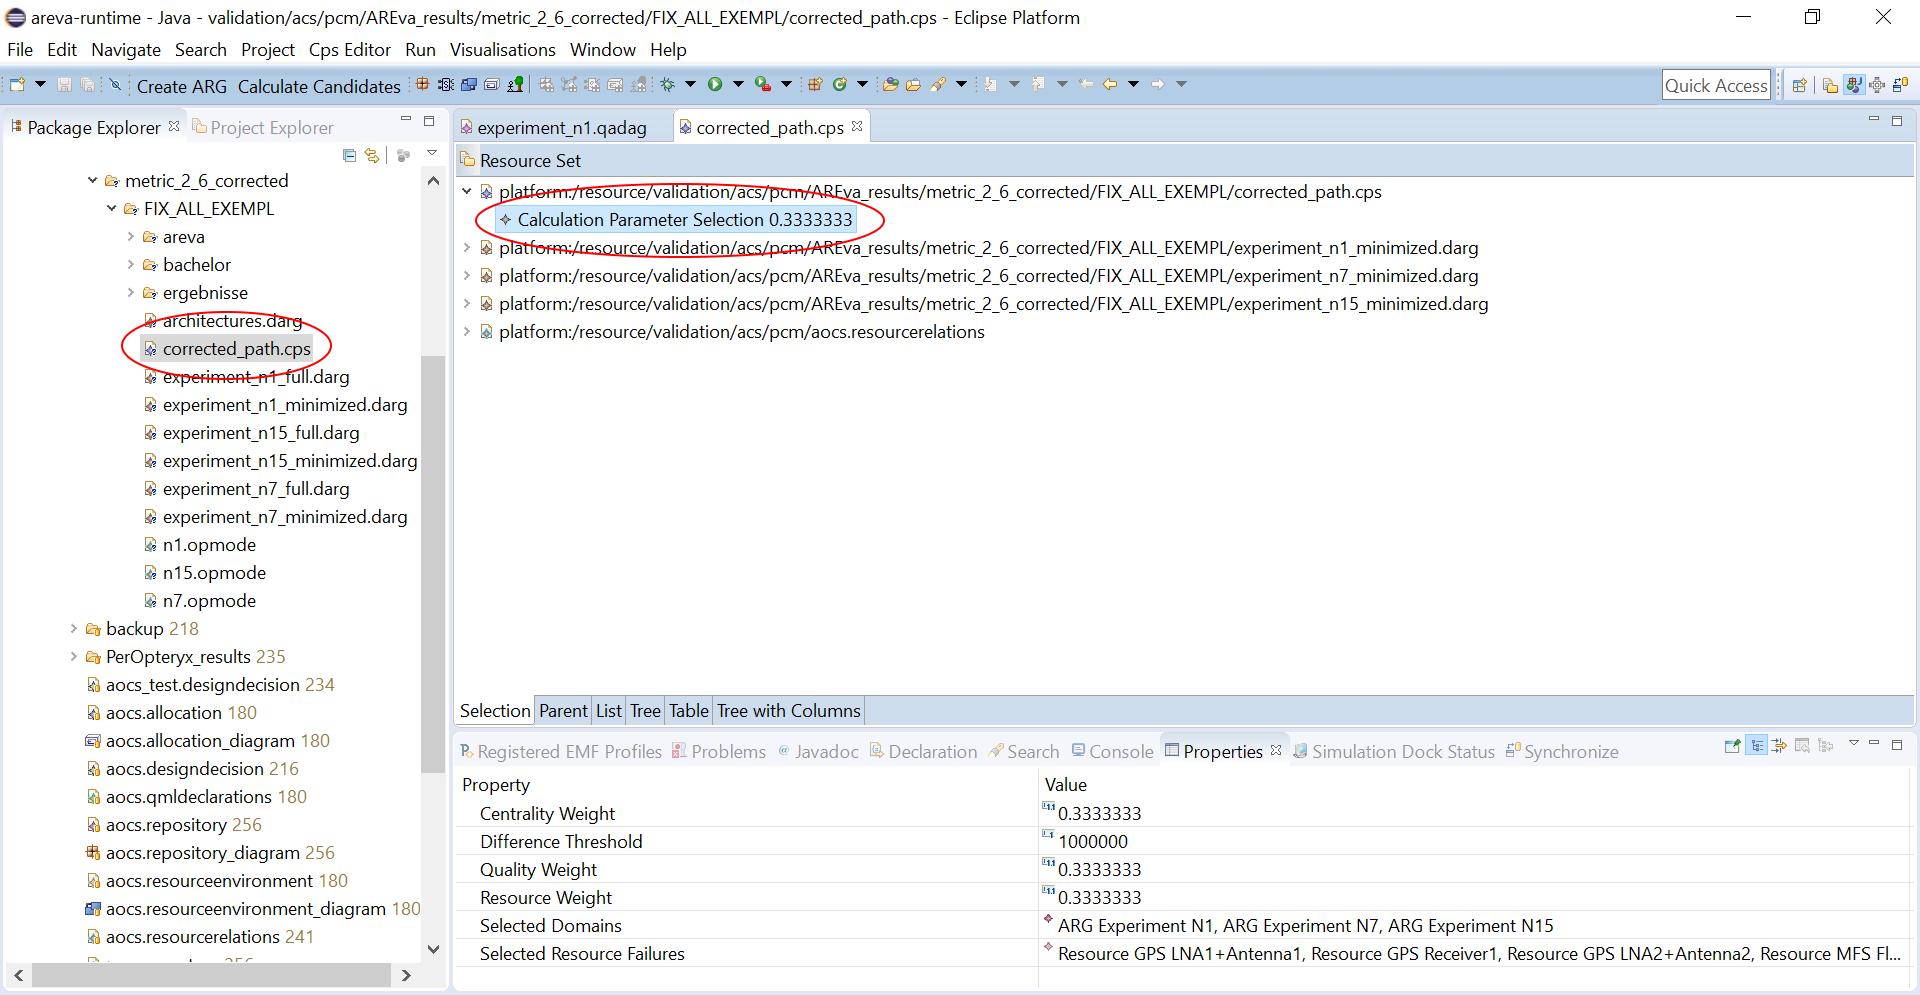 areva-runtime - Java - validation/acs/pcm/AREva_results/metric_2_6_corrected/FIX_ALL_EXEMPL/corrected_path.cps - Eclipse Platform
File Edit Navigate Search Project Cps Editor Run Visualisations Window Help
Create ARG Calculate Candidates Quick Access
Package Explorer Project Explorer
metric_2_6_corrected
FIX_ALL_EXEMPL
areva
bachelor
ergebnisse
architectures.darg
corrected_path.cps
experiment_n1_full.darg
experiment_n1_minimized.darg
experiment_n15_full.darg
experiment_n15_minimized.darg
experiment_n7_full.darg
experiment_n7_minimized.darg
n1.opmode
n15.opmode
n7.opmode
backup 218
PerOpteryx_results 235
aocs_test.designdecision 234
aocs.allocation 180
aocs.allocation_diagram 180
aocs.designdecision 216
aocs.qmldeclarations 180
aocs.repository 256
aocs.repository_diagram 256
aocs.resourceenvironment 180
aocs.resourceenvironment_diagram 180
aocs.resourcerelations 241
experiment_n1.qadag corrected_path.cps
Resource Set
platform:/resource/validation/acs/pcm/AREva_results/metric_2_6_corrected/FIX_ALL_EXEMPL/corrected_path.cps
Calculation Parameter Selection 0.3333333
platform:/resource/validation/acs/pcm/AREva_results/metric_2_6_corrected/FIX_ALL_EXEMPL/experiment_n1_minimized.darg
platform:/resource/validation/acs/pcm/AREva_results/metric_2_6_corrected/FIX_ALL_EXEMPL/experiment_n7_minimized.darg
platform:/resource/validation/acs/pcm/AREva_results/metric_2_6_corrected/FIX_ALL_EXEMPL/experiment_n15_minimized.darg
platform:/resource/validation/acs/pcm/aocs.resourcerelations
Selection Parent List Tree Table Tree with Columns
Registered EMF Profiles Problems Javadoc Declaration Search Console Properties Simulation Dock Status Synchronize
Property Value
Centrality Weight 0.3333333
Difference Threshold 1000000
Quality Weight 0.3333333
Resource Weight 0.3333333
Selected Domains ARG Experiment N1, ARG Experiment N7, ARG Experiment N15
Selected Resource Failures Resource GPS LNA1+Antenna1, Resource GPS Receiver1, Resource GPS LNA2+Antenna2, Resource MFS Fl...